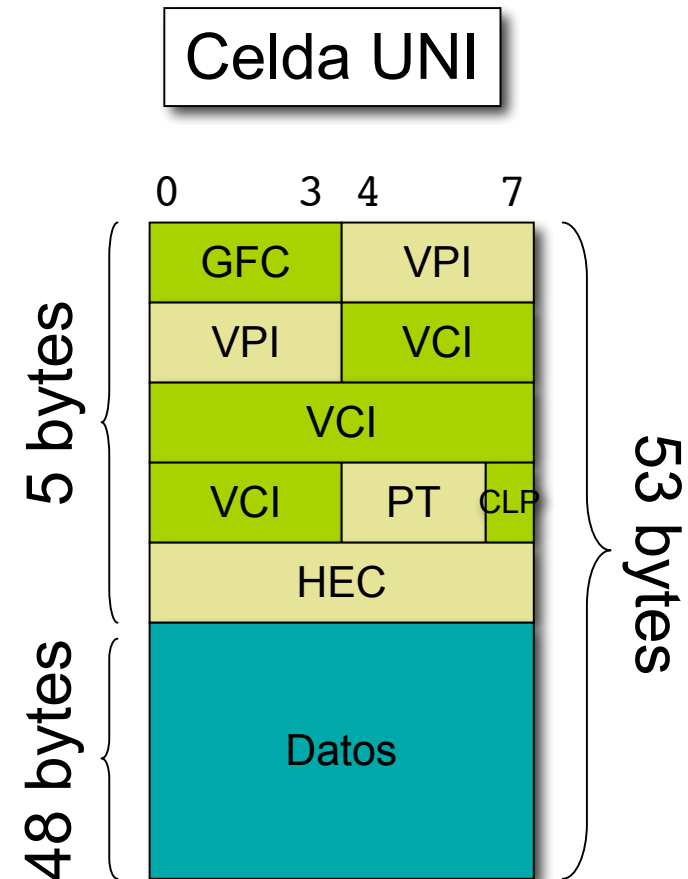 Celda UNI
0 3 4 7
GFC VPI
VPI VCI
VCI
VCI PT CLP
HEC
Datos
5 bytes
48 bytes
53 bytes